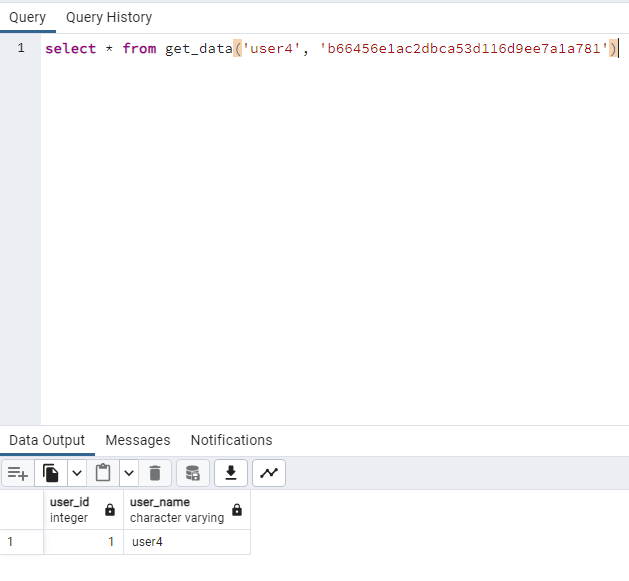 Query Query History
1 select * from get_data('user4', 'b66456e1ac2dbca53d116d9ee7a1a781')
Data Output Messages Notifications
user_id user_name
integer character varying
1 1 user4